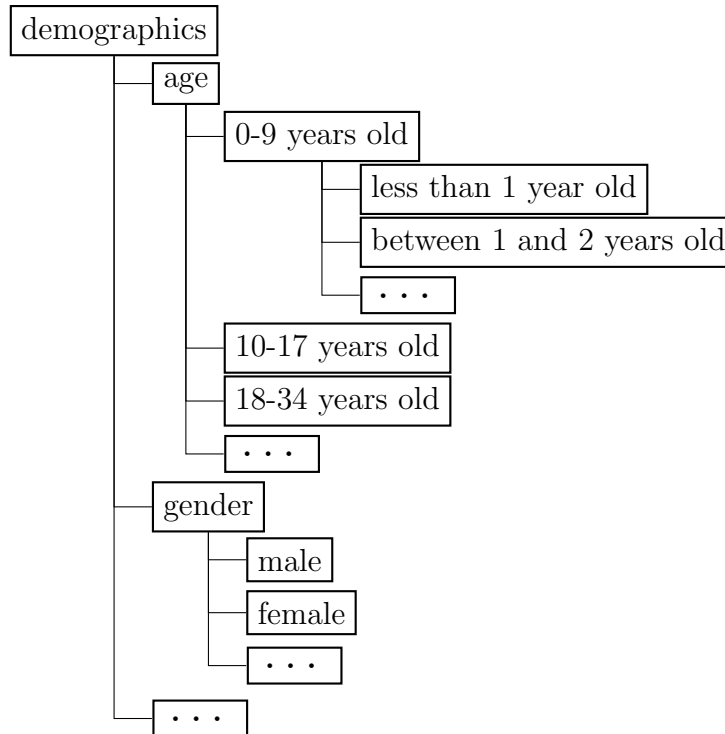 demographics
age
0-9 years old
less than 1 year old
between 1 and 2 years old
···
10-17 years old
18-34 years old
···
gender
male
female
···
···